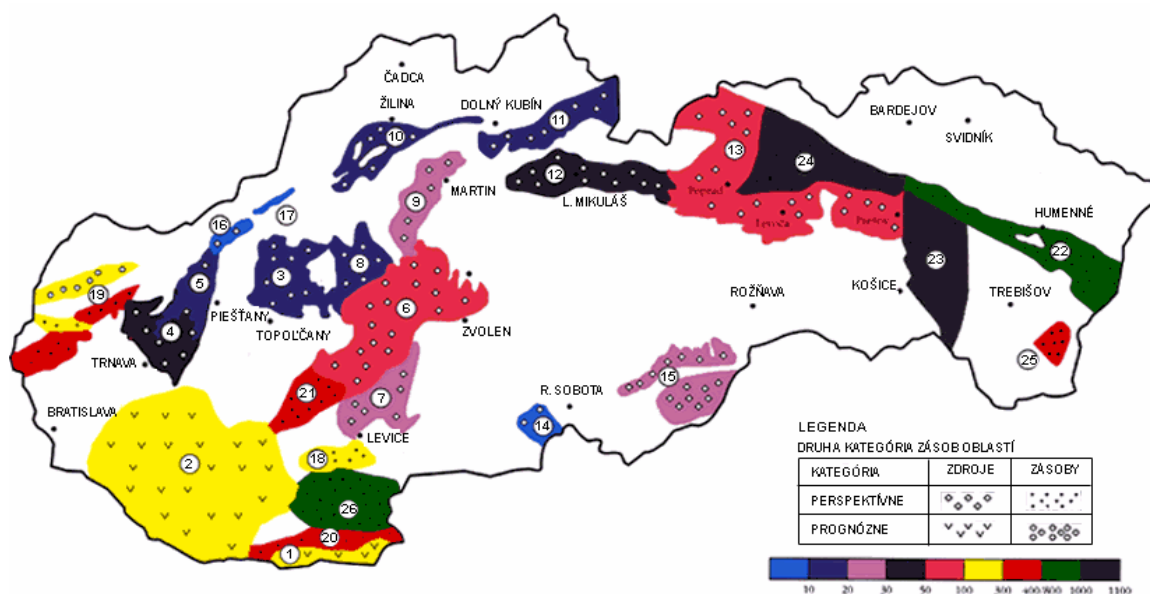 ČADCA
ŽILINA
DOLNÝ KUBÍN
BARDEJOV
SVIDNÍK
11
10
13
24
12
MARTIN
L. MIKULÁŠ
Poprad
9
Levoča
Prešov
16
17
HUMENNÉ
22
5
3
8
23
19
6
KOŠICE
TREBIŠOV
ROŽŇAVA
PIEŠŤANY
4
TOPOĽČANY
ZVOLEN
TRNAVA
25
15
21
7
R. SOBOTA
BRATISLAVA
14
LEVICE
2
18
26
20
1
LEGENDA
DRUHA KATEGÓRIA ZÁSOB OBLASTÍ
KATEGÓRIA ZDROJE ZÁSOBY
PERSPEKTÍVNE
PROGNÓZNE
10 20 30 50 100 300 1000 1100